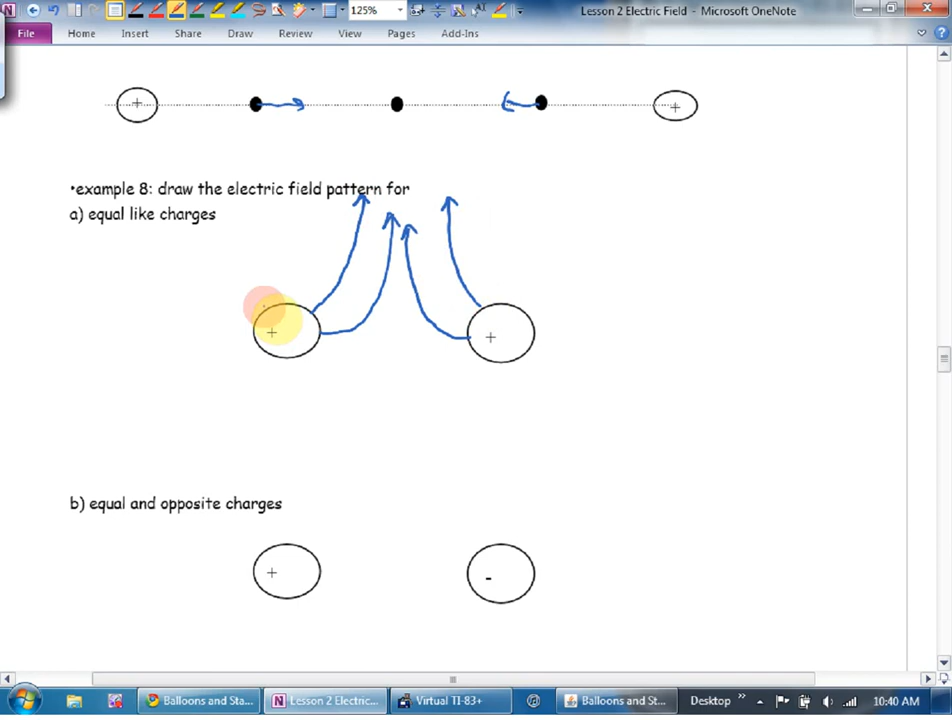 125%
Lesson 2 Electric Field - Microsoft OneNote
File Home Insert Share Draw Review View Pages Add-Ins
+ +
•example 8: draw the electric field pattern for
a) equal like charges
+ +
b) equal and opposite charges
+ -
Balloons and Sta... Lesson 2 Electric... Virtual TI-83+ Balloons and St... Desktop 10:40 AM